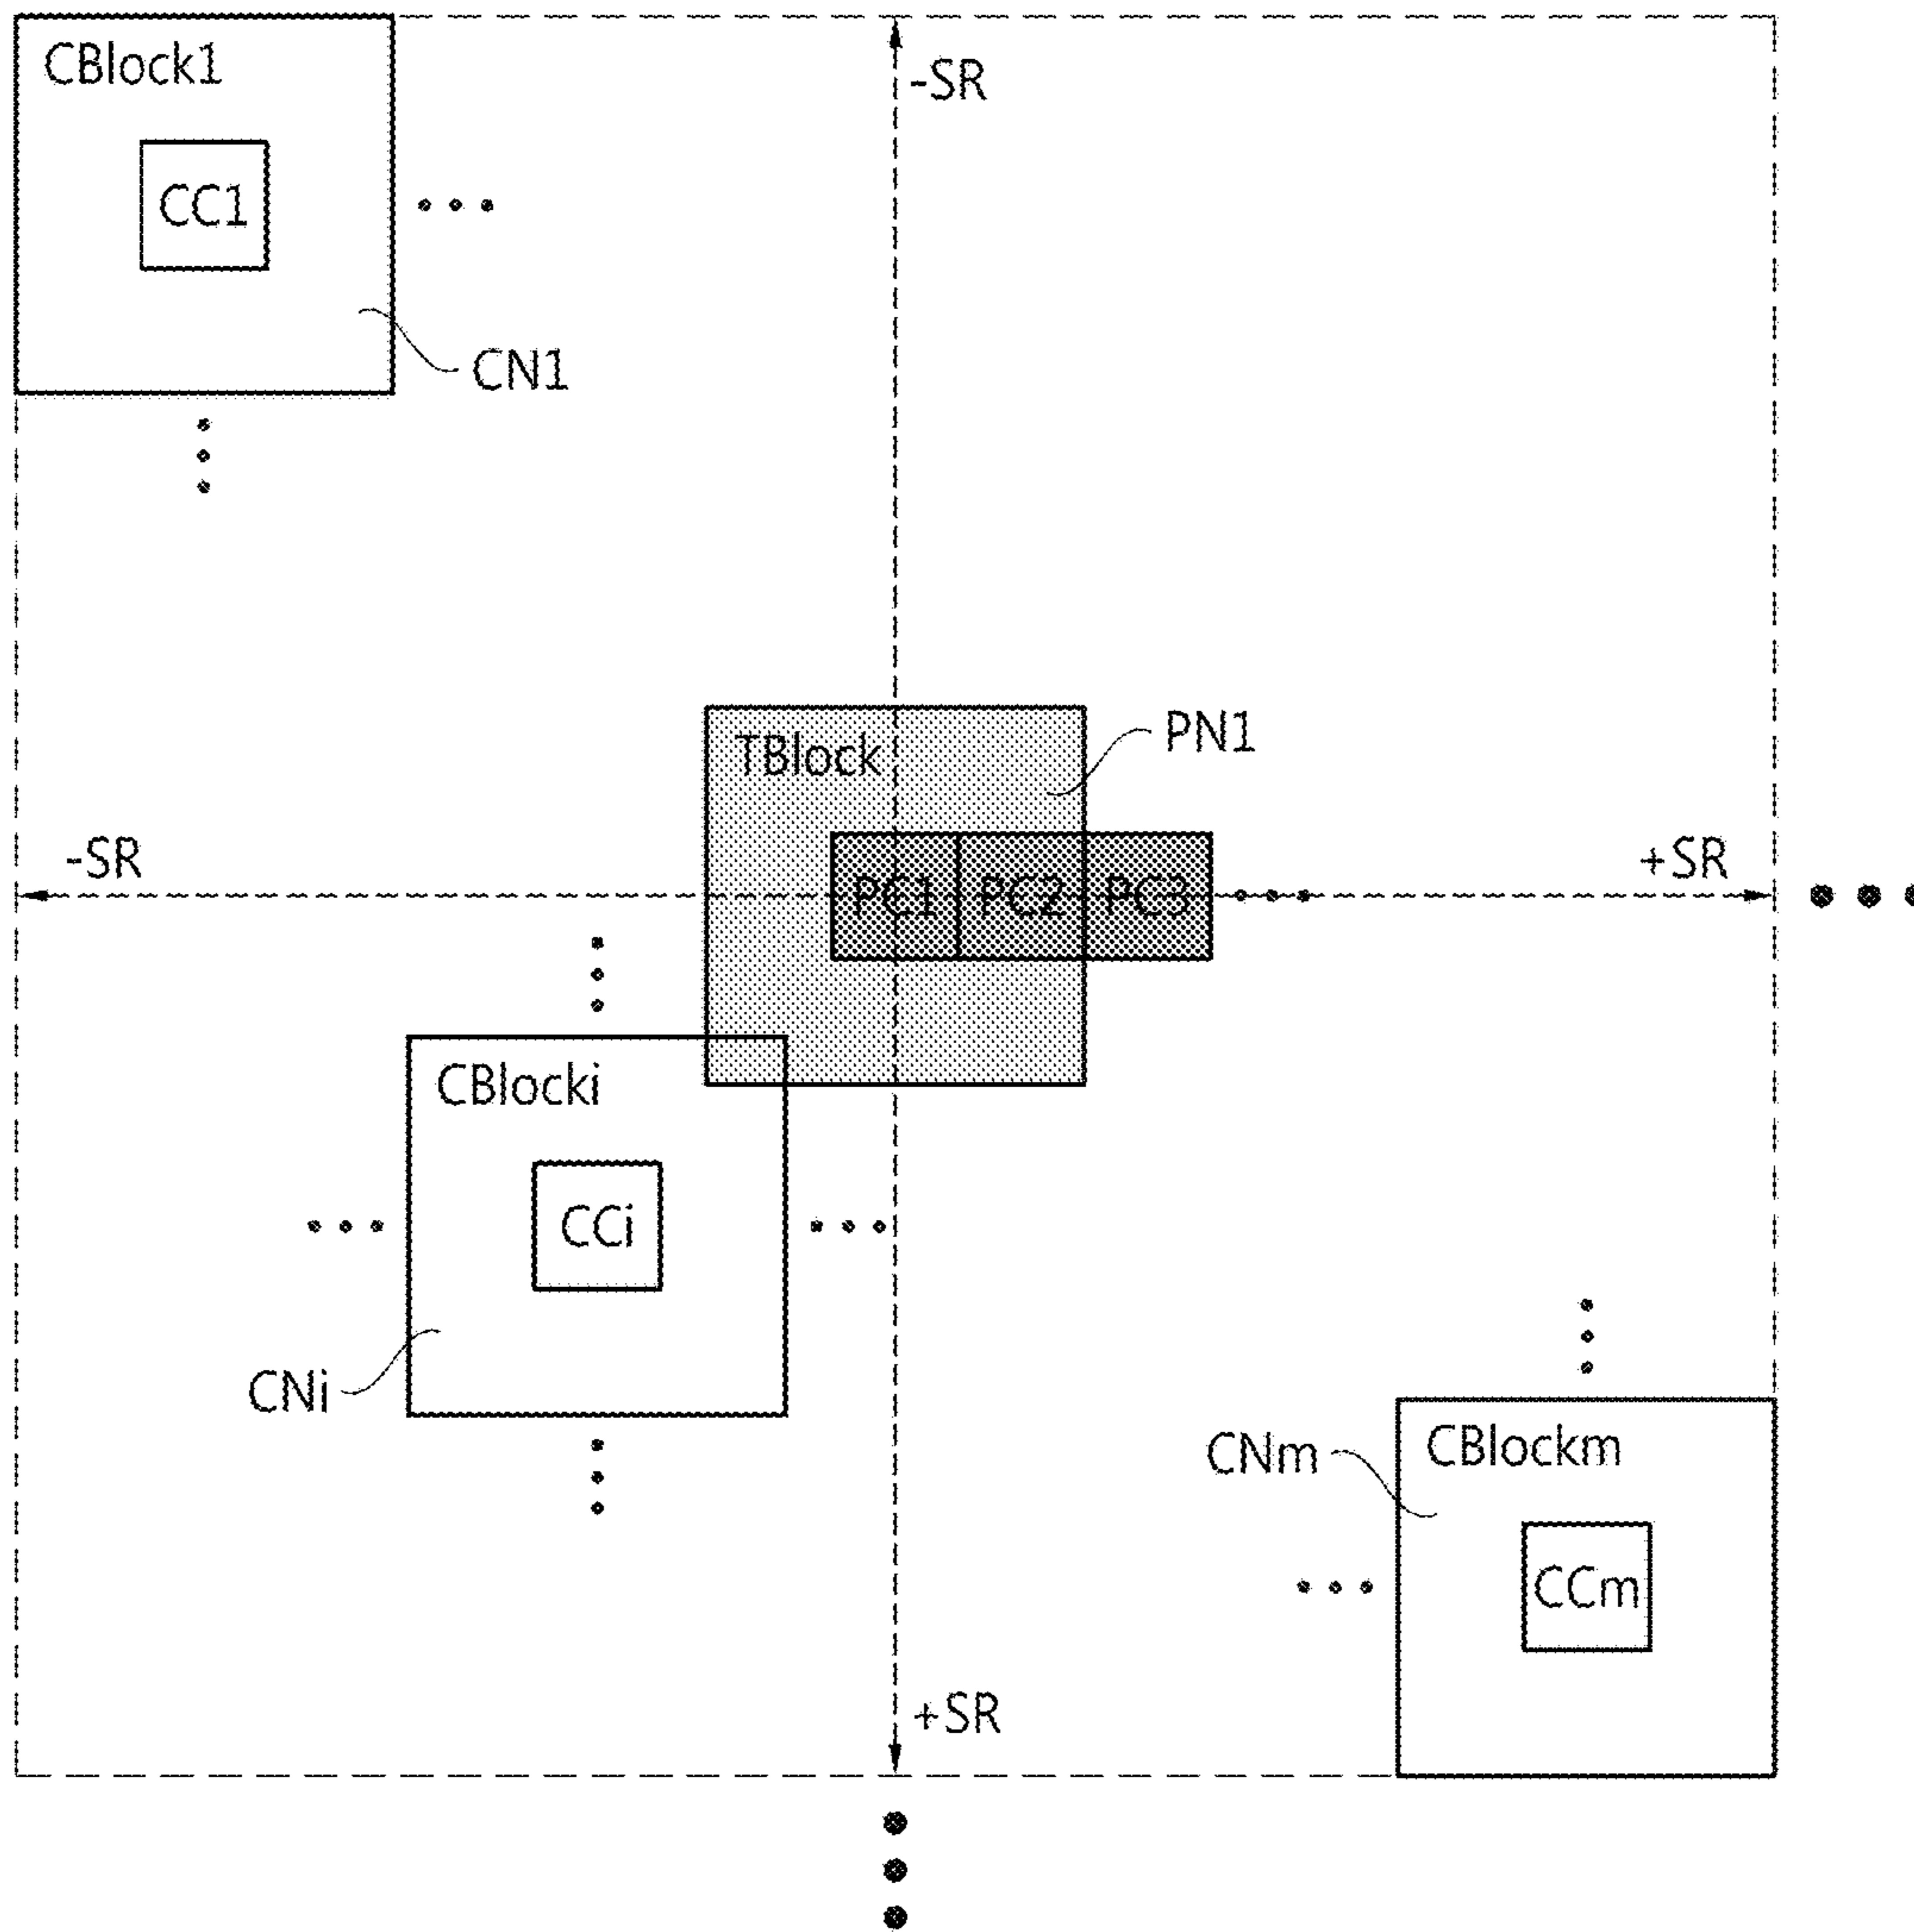 CBlock1
-SR
CC1
CN1
PN1
TBlock
-SR
+SR
PC1 PC2 PC3
CBlocki
CCi
CNi
CNm
CBlockm
CCm
+SR